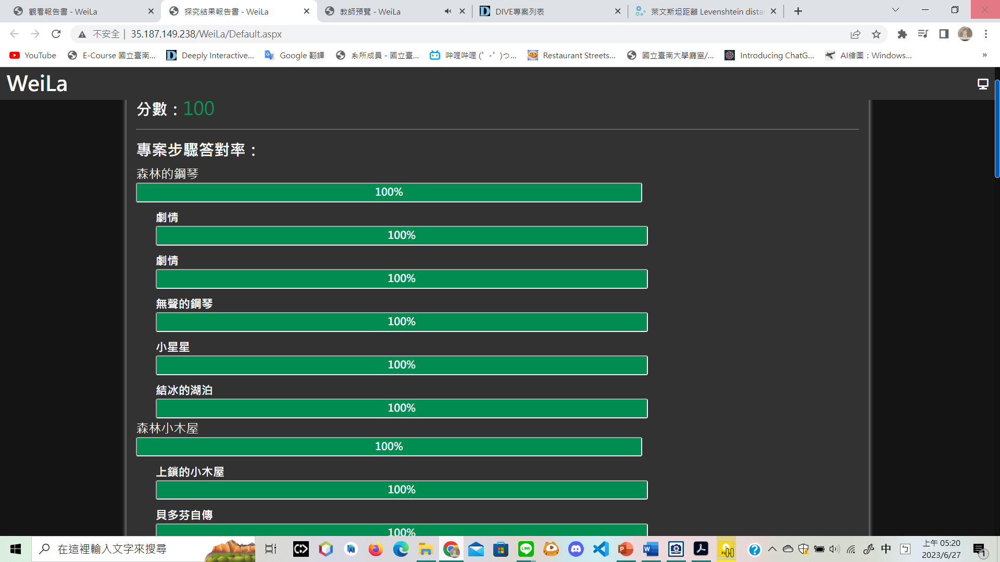 觀看報告書 - WeiLa
探究結果報告書 - WeiLa
教師預覽 - WeiLa
DIVE專案列表
萊文斯坦距離 Levenshtein dista
不安全 | 35.187.149.238/WeiLa/Default.aspx
YouTube
E-Course 國立臺南...
Deeply Interactive...
Google 翻譯
系所成員 - 國立臺...
哔哩哔哩 (゜-゜)つ...
Restaurant Streets...
國立臺南大學廳室/...
Introducing ChatG...
AI繪圖：Windows...
»
WeiLa
分數：100
專案步驟答對率：
森林的鋼琴
100%
劇情
100%
劇情
100%
無聲的鋼琴
100%
小星星
100%
結冰的湖泊
100%
森林小木屋
100%
上鎖的小木屋
100%
貝多芬自傳
100%
在這裡輸入文字來搜尋
中
上午 05:20
2023/6/27
1